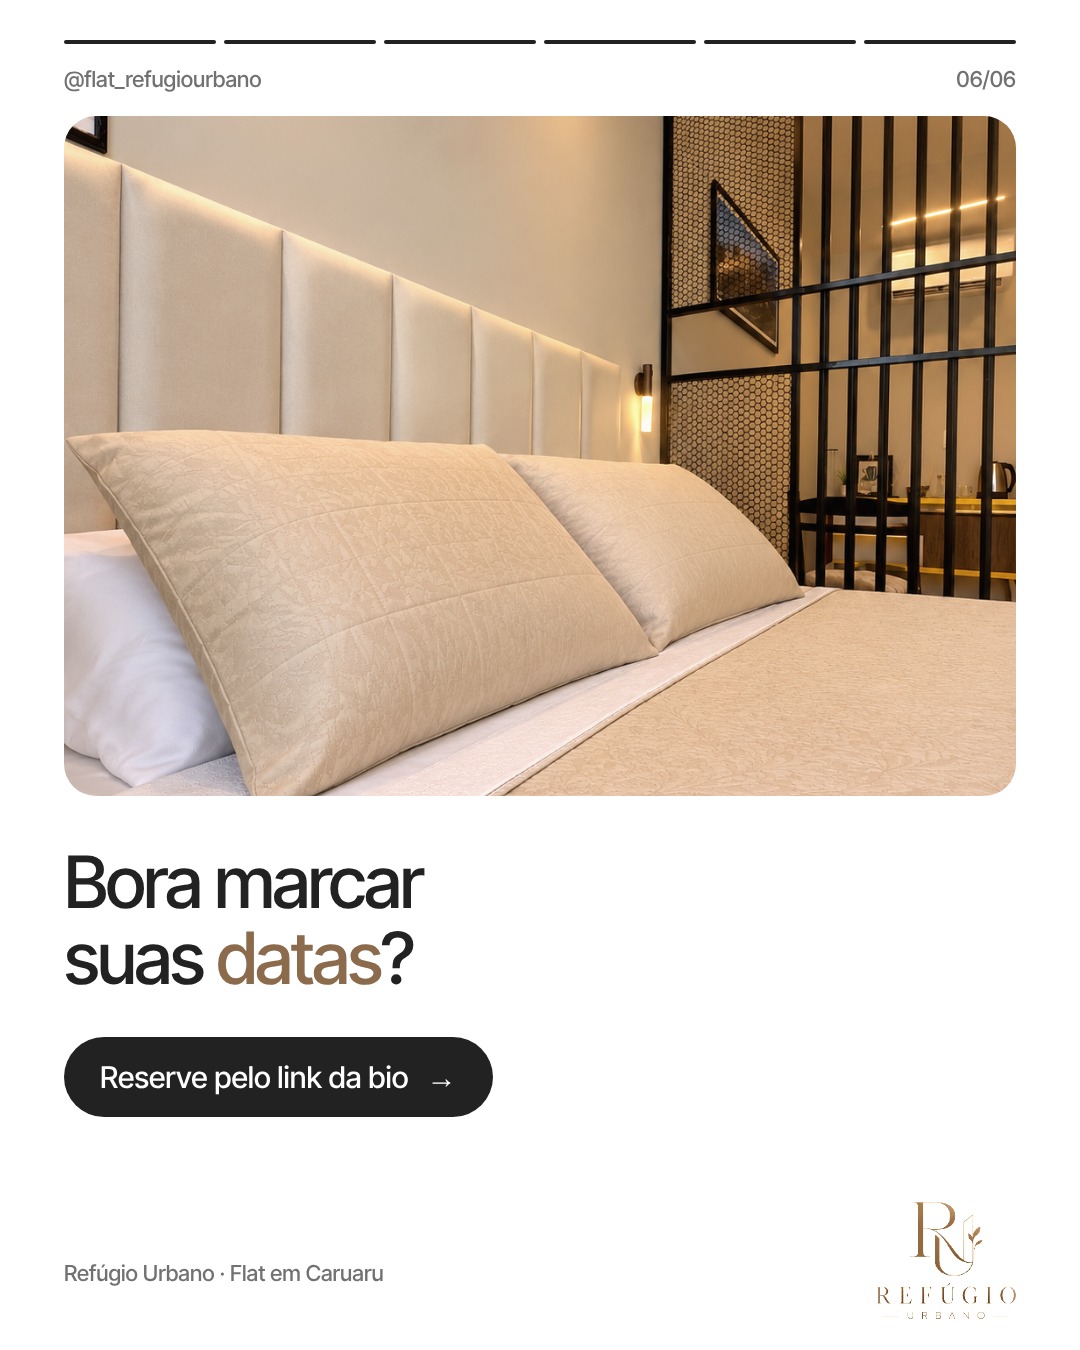 @flat_refugiourbano
06/06
Bora marcar
suas datas?
Reserve pelo link da bio →
Refúgio Urbano · Flat em Caruaru
RU
REFÚGIO
URBANO